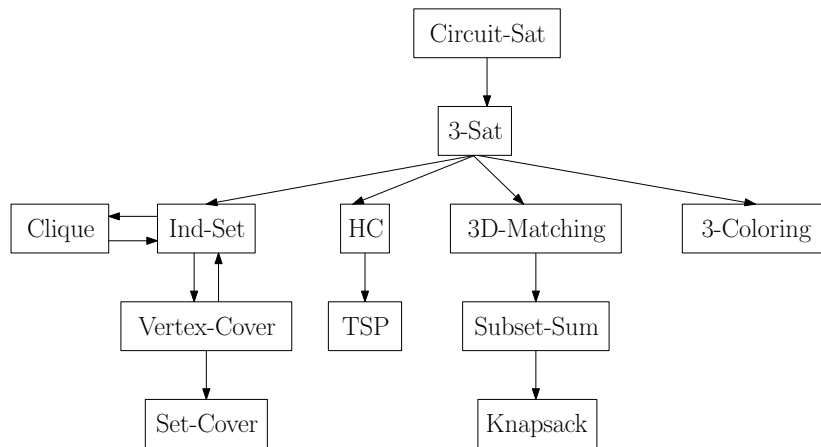 Circuit-Sat
3-Sat
Clique
Ind-Set
HC
3D-Matching
3-Coloring
Vertex-Cover
TSP
Subset-Sum
Set-Cover
Knapsack